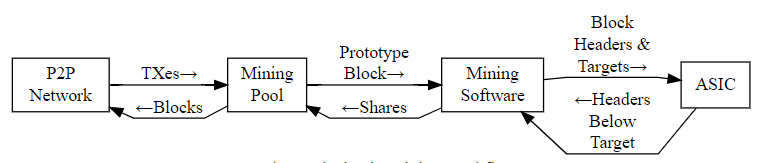 P2P
Network
TXes→
←Blocks
Mining
Pool
Prototype
Block→
←Shares
Mining
Software
Block
Headers &
Targets→
←Headers
Below
Target
ASIC